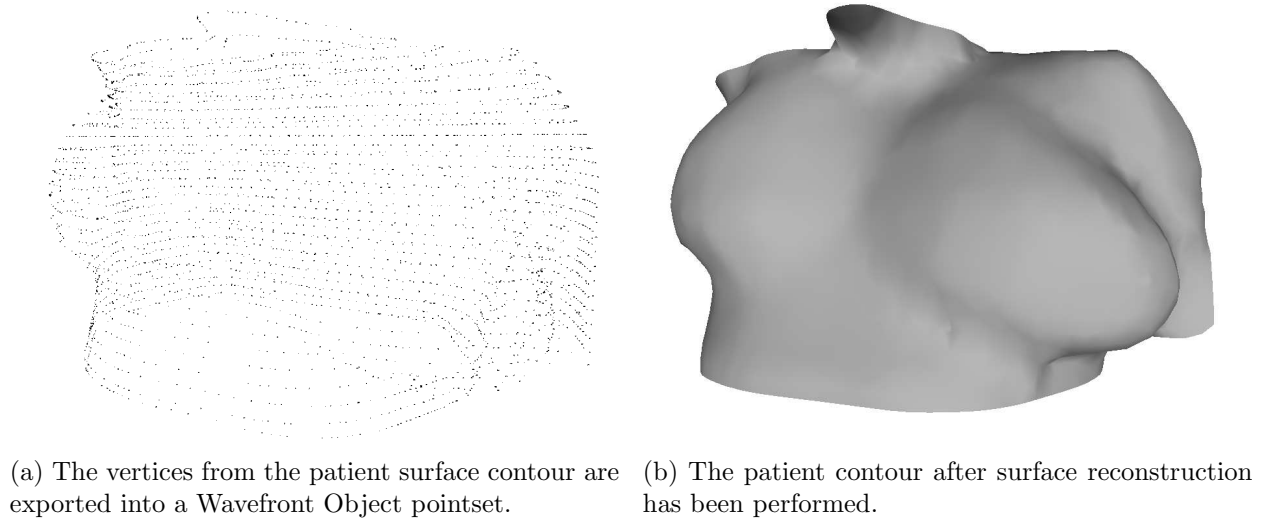 (a) The vertices from the patient surface contour are
exported into a Wavefront Object pointset.
(b) The patient contour after surface reconstruction
has been performed.